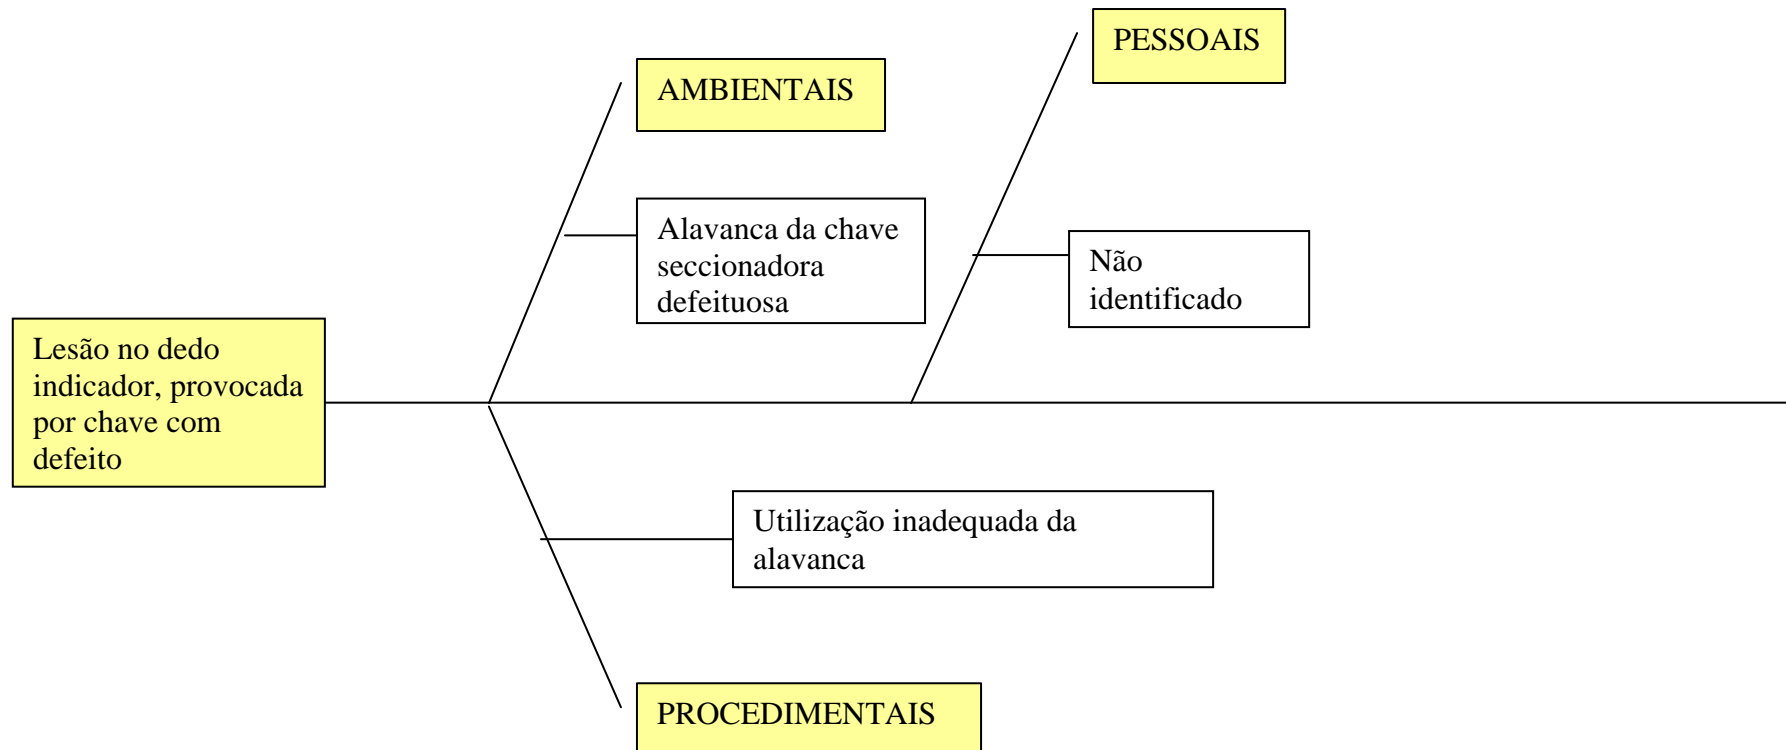 PESSOAIS
AMBIENTAIS
Alavanca da chave
seccionadora
defeituosa
Não
identificado
Lesão no dedo
indicador, provocada
por chave com
defeito
Utilização inadequada da
alavanca
PROCEDIMENTAIS